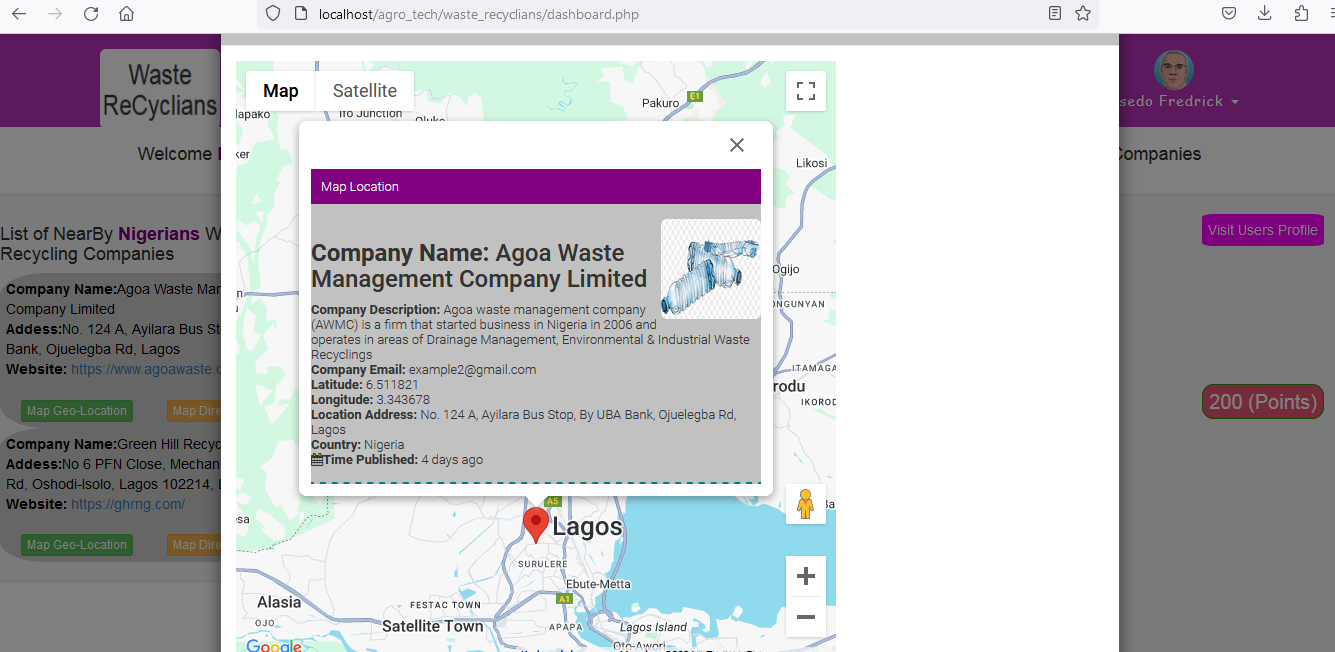 localhost/agro_tech/waste_recyclians/dashboard.php
Waste
ReCyclians
sedo Fredrick
Welcome
Companies
List of NearBy Nigerians W
Recycling Companies
Company Name:Agoa Waste Mar
Company Limited
Addess:No. 124 A, Ayilara Bus St
Bank, Ojuelegba Rd, Lagos
Website: https://www.agoawaste.c
Map Geo-Location
Map Dire
Company Name:Green Hill Recyc
Addess:No 6 PFN Close, Mechan
Rd, Oshodi-Isolo, Lagos 102214, L
Website: https://ghrng.com/
Map Geo-Location
Map Dire
Map
Satellite
Pakuro
E1
lapako
Ifo Junction
Oluke
ker
Likosi
Map Location
Company Name: Agoa Waste
Management Company Limited
Company Description: Agoa waste management company
(AWMC) is a firm that started business in Nigeria in 2006 and
operates in areas of Drainage Management, Environmental & Industrial Waste
Recyclings
Company Email: example2@gmail.com
Latitude: 6.511821
Longitude: 3.343678
Location Address: No. 124 A, Ayilara Bus Stop, By UBA Bank, Ojuelegba Rd,
Lagos
Country: Nigeria
Time Published: 4 days ago
Ogijo
ONGUNYAN
ITAMAGA
rodu
IKOROD
esa
Ba
A5
Lagos
SURULERE
Ebute-Metta
A1
Alasia
OJO
FESTAC TOWN
Satellite Town
APAPA
Lagos Island
Oto-Awori
Google
Visit Users Profile
200 (Points)